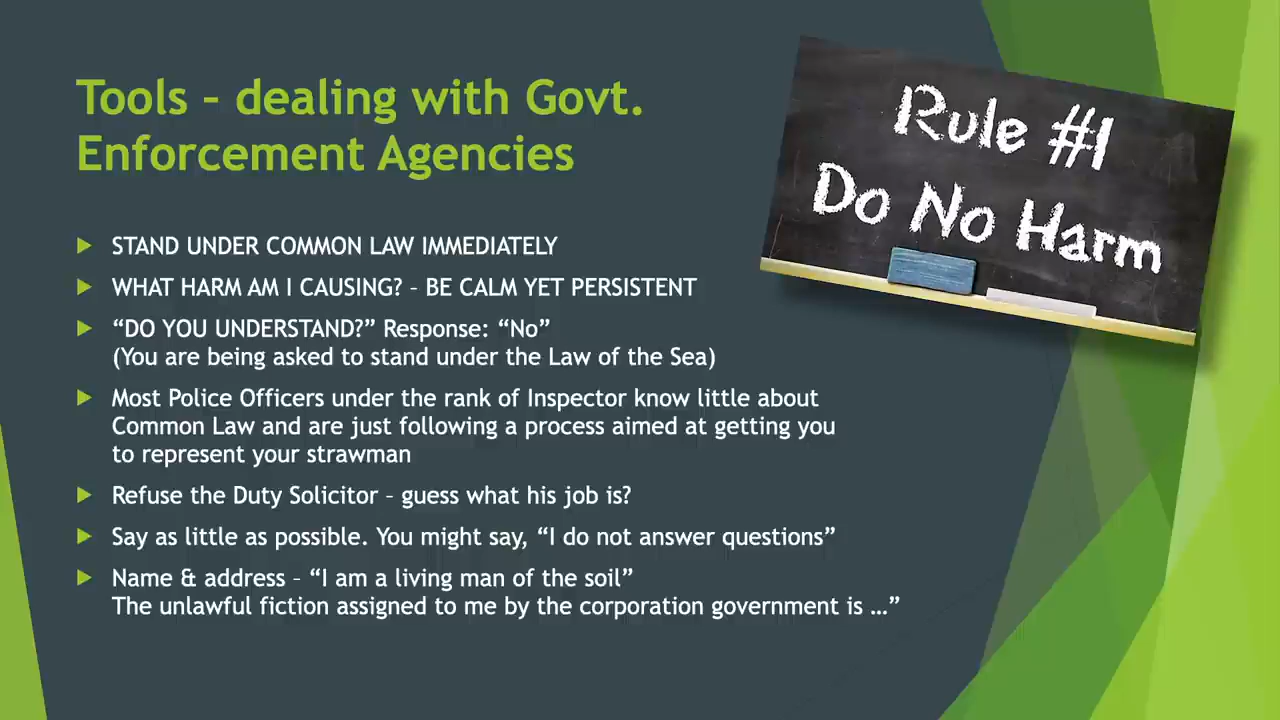 Tools – dealing with Govt.
Enforcement Agencies
Rule #1
Do No Harm
STAND UNDER COMMON LAW IMMEDIATELY
WHAT HARM AM I CAUSING? – BE CALM YET PERSISTENT
“DO YOU UNDERSTAND?” Response: “No”
(You are being asked to stand under the Law of the Sea)
Most Police Officers under the rank of Inspector know little about
Common Law and are just following a process aimed at getting you
to represent your strawman
Refuse the Duty Solicitor – guess what his job is?
Say as little as possible. You might say, “I do not answer questions”
Name & address – “I am a living man of the soil”
The unlawful fiction assigned to me by the corporation government is …”